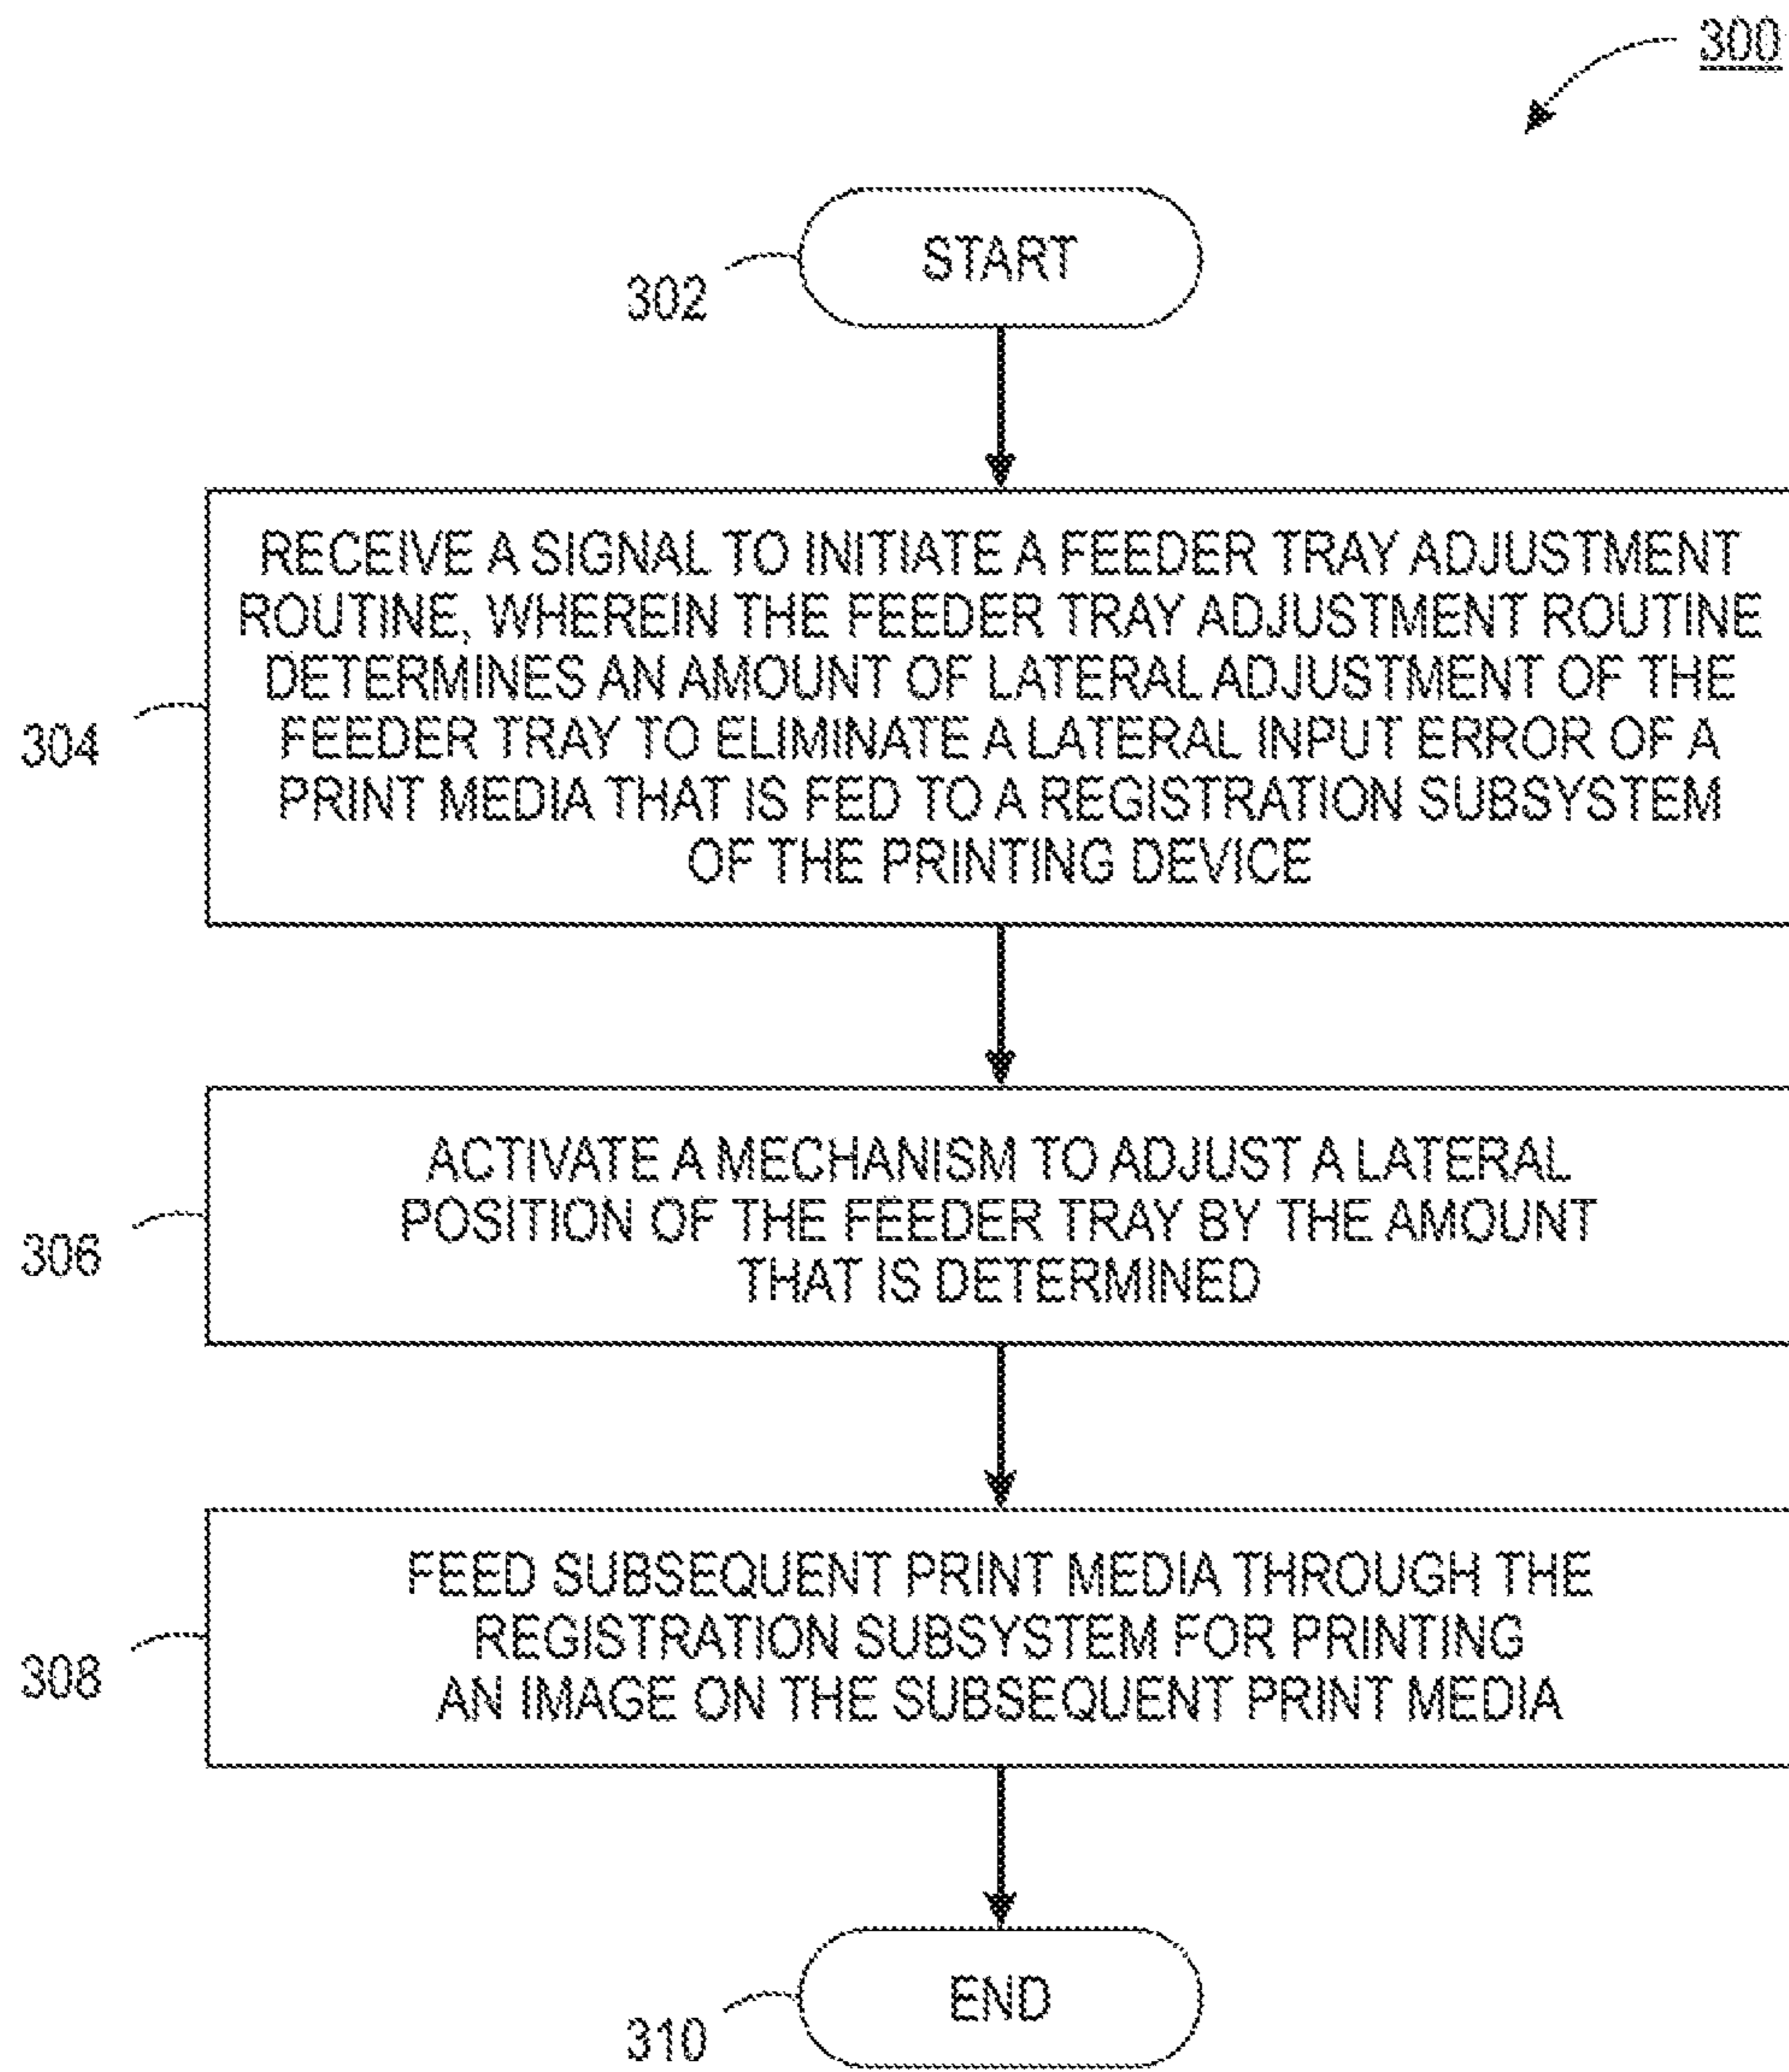 300
START
302
RECEIVE A SIGNAL TO INITIATE A FEEDER TRAY ADJUSTMENT
ROUTINE, WHEREIN THE FEEDER TRAY ADJUSTMENT ROUTINE
DETERMINES AN AMOUNT OF LATERAL ADJUSTMENT OF THE
FEEDER TRAY TO ELIMINATE A LATERAL INPUT ERROR OF A
PRINT MEDIA THAT IS FED TO A REGISTRATION SUBSYSTEM
OF THE PRINTING DEVICE
304
ACTIVATE A MECHANISM TO ADJUST A LATERAL
POSITION OF THE FEEDER TRAY BY THE AMOUNT
THAT IS DETERMINED
306
FEED SUBSEQUENT PRINT MEDIA THROUGH THE
REGISTRATION SUBSYSTEM FOR PRINTING
AN IMAGE ON THE SUBSEQUENT PRINT MEDIA
308
END
310